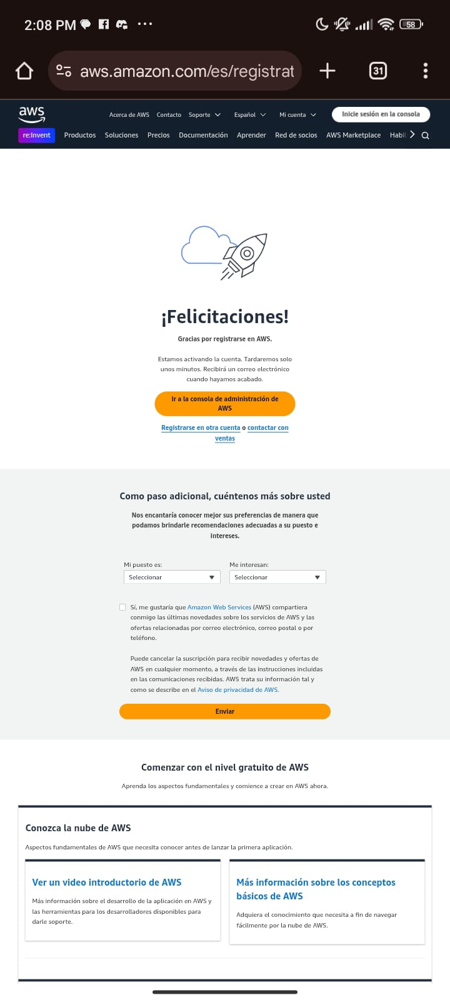 2:08 PM
58
aws.amazon.com/es/registrat
31
aws
Acerca de AWS Contacto Soporte Español Mi cuenta Inicie sesión en la consola
re:Invent Productos Soluciones Precios Documentación Aprender Red de socios AWS Marketplace Habil
¡Felicitaciones!
Gracias por registrarse en AWS.
Estamos activando la cuenta. Tardaremos solo
unos minutos. Recibirá un correo electrónico
cuando hayamos acabado.
Ir a la consola de administración de
AWS
Registrarse en otra cuenta o contactar con
ventas
Como paso adicional, cuéntenos más sobre usted
Nos encantaría conocer mejor sus preferencias de manera que
podamos brindarle recomendaciones adecuadas a su puesto e
intereses.
Mi puesto es: Me interesan:
Seleccionar Seleccionar
Sí, me gustaría que Amazon Web Services (AWS) compartiera
conmigo las últimas novedades sobre los servicios de AWS y las
ofertas relacionadas por correo electrónico, correo postal o por
teléfono.
Puede cancelar la suscripción para recibir novedades y ofertas de
AWS en cualquier momento, a través de las instrucciones incluidas
en las comunicaciones recibidas. AWS trata su información tal y
como se describe en el Aviso de privacidad de AWS.
Enviar
Comenzar con el nivel gratuito de AWS
Aprenda los aspectos fundamentales y comience a crear en AWS ahora.
Conozca la nube de AWS
Aspectos fundamentales de AWS que necesita conocer antes de lanzar la primera aplicación.
Ver un video introductorio de AWS
Más información sobre el desarrollo de la aplicación en AWS y
las herramientas para los desarrolladores disponibles para
darle soporte.
Más información sobre los conceptos
básicos de AWS
Adquiera el conocimiento que necesita a fin de navegar
fácilmente por la nube de AWS.